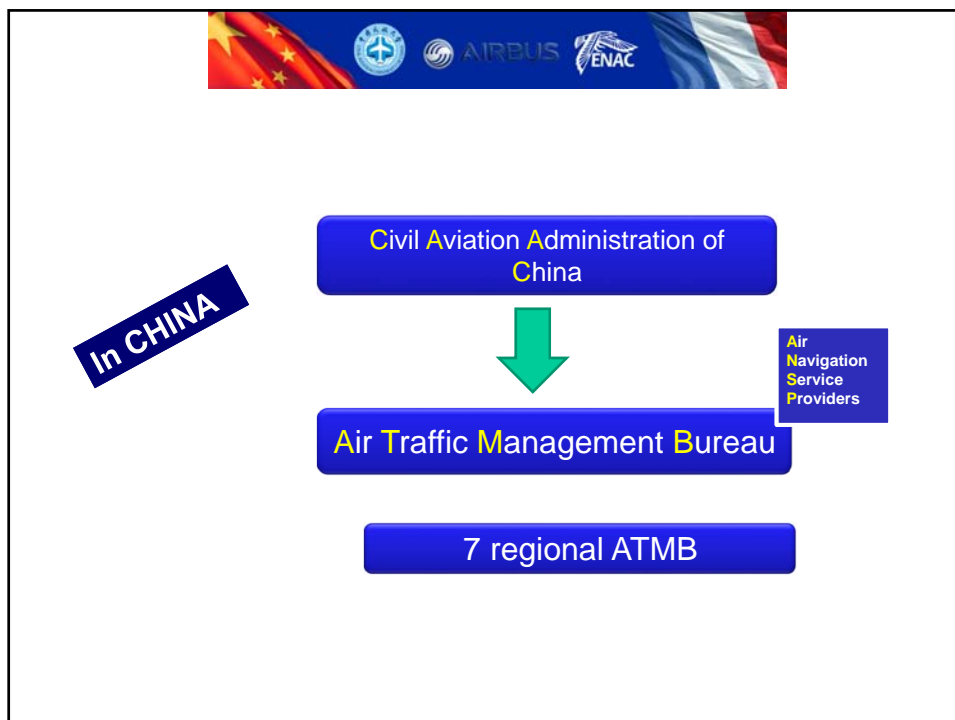 AIRBUS
ENAC
In CHINA
Civil Aviation Administration of
China
Air
Navigation
Service
Providers
Air Traffic Management Bureau
7 regional ATMB